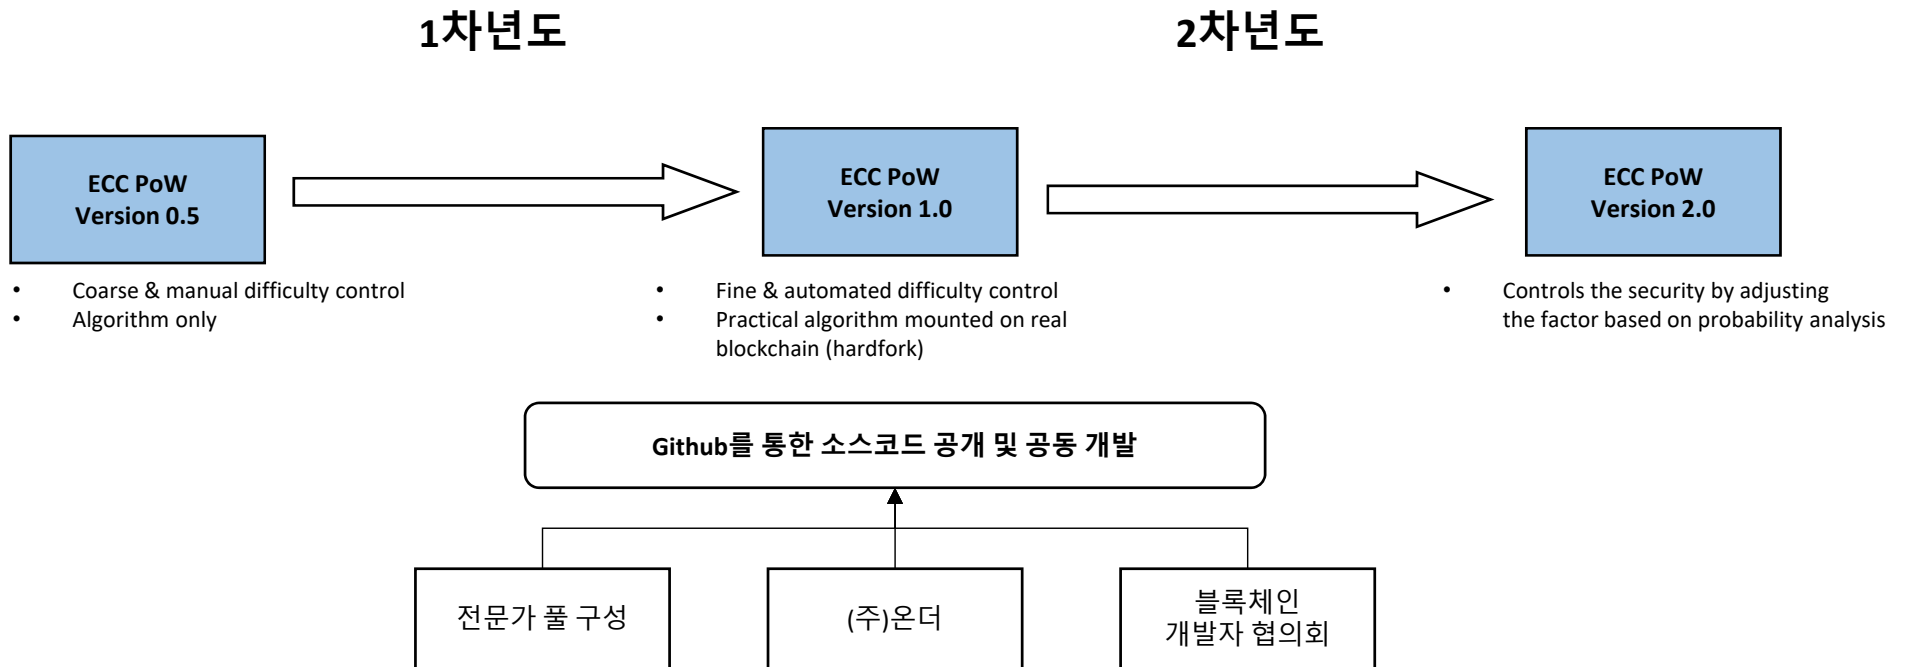 1차년도
2차년도
ECC PoW
Version 0.5
ECC PoW
Version 1.0
ECC PoW
Version 2.0
• Coarse & manual difficulty control
• Algorithm only
• Fine & automated difficulty control
• Practical algorithm mounted on real
blockchain (hardfork)
• Controls the security by adjusting
the factor based on probability analysis
Github를 통한 소스코드 공개 및 공동 개발
전문가 풀 구성
(주)온더
블록체인
개발자 협의회